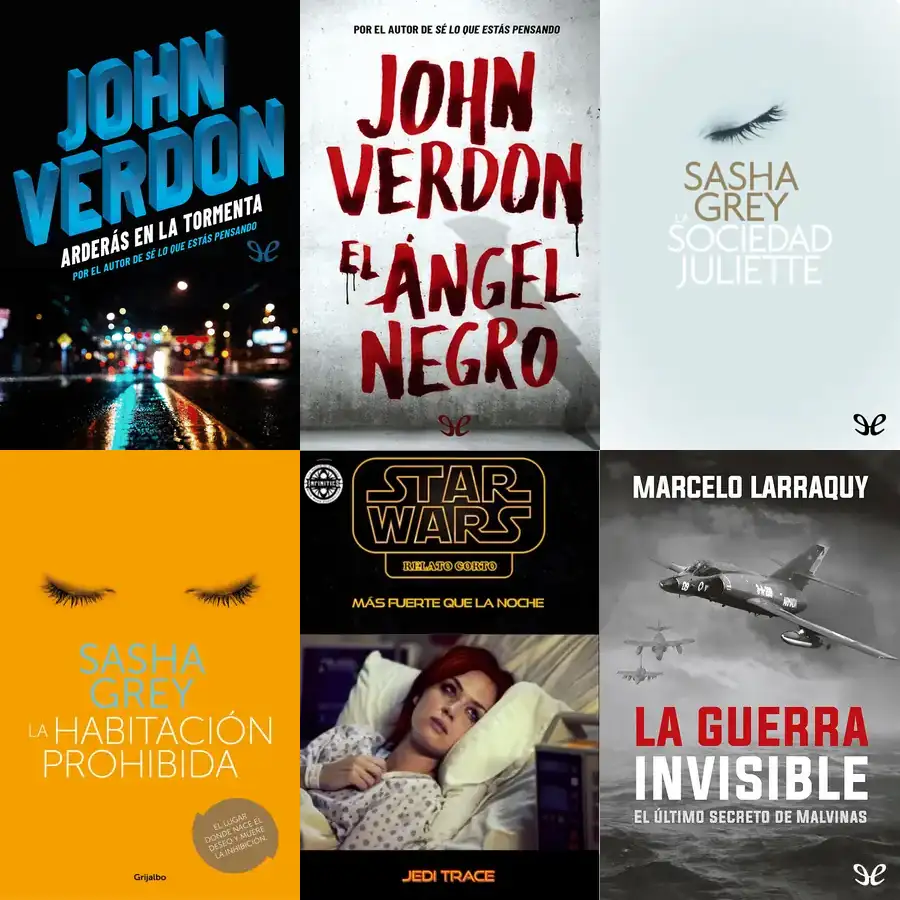 JOHN
VERDON
ARDERÁS EN LA TORMENTA
POR EL AUTOR DE SÉ LO QUE ESTÁS PENSANDO
POR EL AUTOR DE SÉ LO QUE ESTÁS PENSANDO
JOHN
VERDON
EL ÁNGEL
NEGRO
SASHA
GREY
LA
SOCIEDAD
JULIETTE
SASHA
GREY
LA HABITACIÓN
PROHIBIDA
EL LUGAR
DONDE NACE EL
DESEO Y MUERE
LA INHIBICIÓN.
Grijalbo
INFINITIES
STAR
WARS
RELATO CORTO
MÁS FUERTE QUE LA NOCHE
JEDI TRACE
MARCELO LARRAQUY
LA GUERRA
INVISIBLE
EL ÚLTIMO SECRETO DE MALVINAS